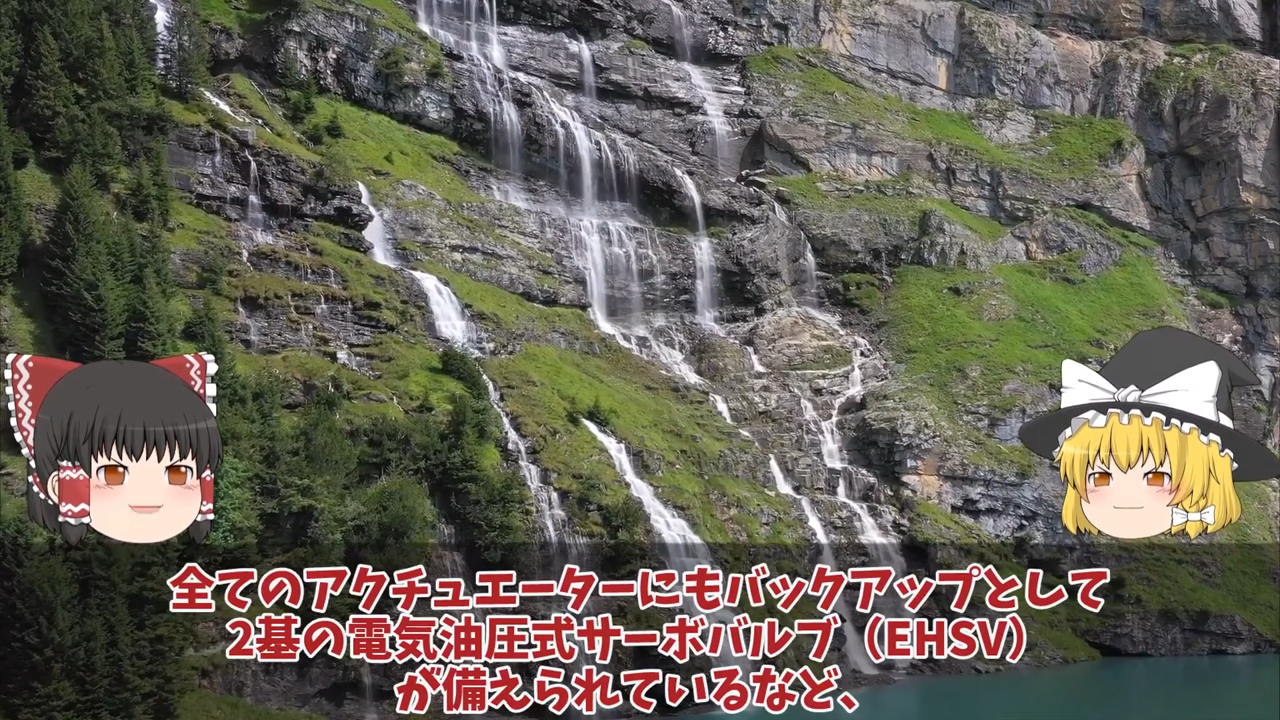 全てのアクチュエーターにもバックアップとして
2基の電気油圧式サーボバルブ（EHSV）
が備えられているなど、